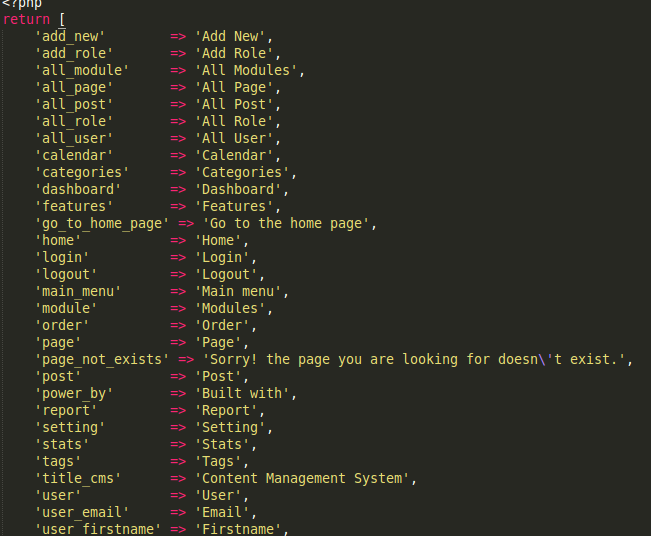 <?php
return [
    'add_new'        => 'Add New',
    'add_role'       => 'Add Role',
    'all_module'     => 'All Modules',
    'all_page'       => 'All Page',
    'all_post'       => 'All Post',
    'all_role'       => 'All Role',
    'all_user'       => 'All User',
    'calendar'       => 'Calendar',
    'categories'     => 'Categories',
    'dashboard'      => 'Dashboard',
    'features'       => 'Features',
    'go_to_home_page' => 'Go to the home page',
    'home'           => 'Home',
    'login'          => 'Login',
    'logout'         => 'Logout',
    'main_menu'      => 'Main menu',
    'module'         => 'Modules',
    'order'          => 'Order',
    'page'           => 'Page',
    'page_not_exists' => 'Sorry! the page you are looking for doesn\'t exist.',
    'post'           => 'Post',
    'power_by'       => 'Built with',
    'report'         => 'Report',
    'setting'        => 'Setting',
    'stats'          => 'Stats',
    'tags'           => 'Tags',
    'title_cms'      => 'Content Management System',
    'user'           => 'User',
    'user_email'     => 'Email',
    'user_firstname' => 'Firstname',